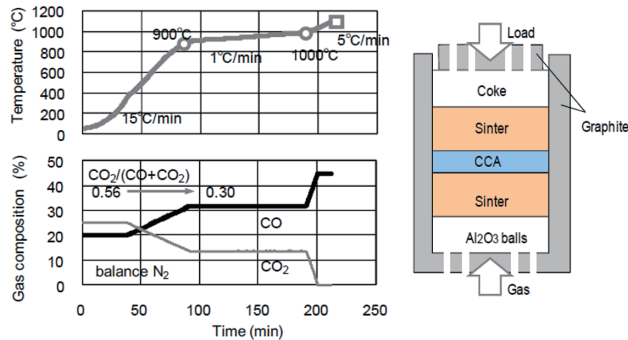 Temperature (°C)
1200
1000
800
600
400
200
0
900°C
1°C/min
1000°C
5°C/min
15°C/min
Gas composition (%)
50
40
30
20
10
0
CO2/(CO+CO2)
0.56
0.30
CO
CO2
balance N2
0 50 100 150 200 250
Time (min)
Load
Coke
Graphite
Sinter
CCA
Sinter
Al2O3 balls
Gas